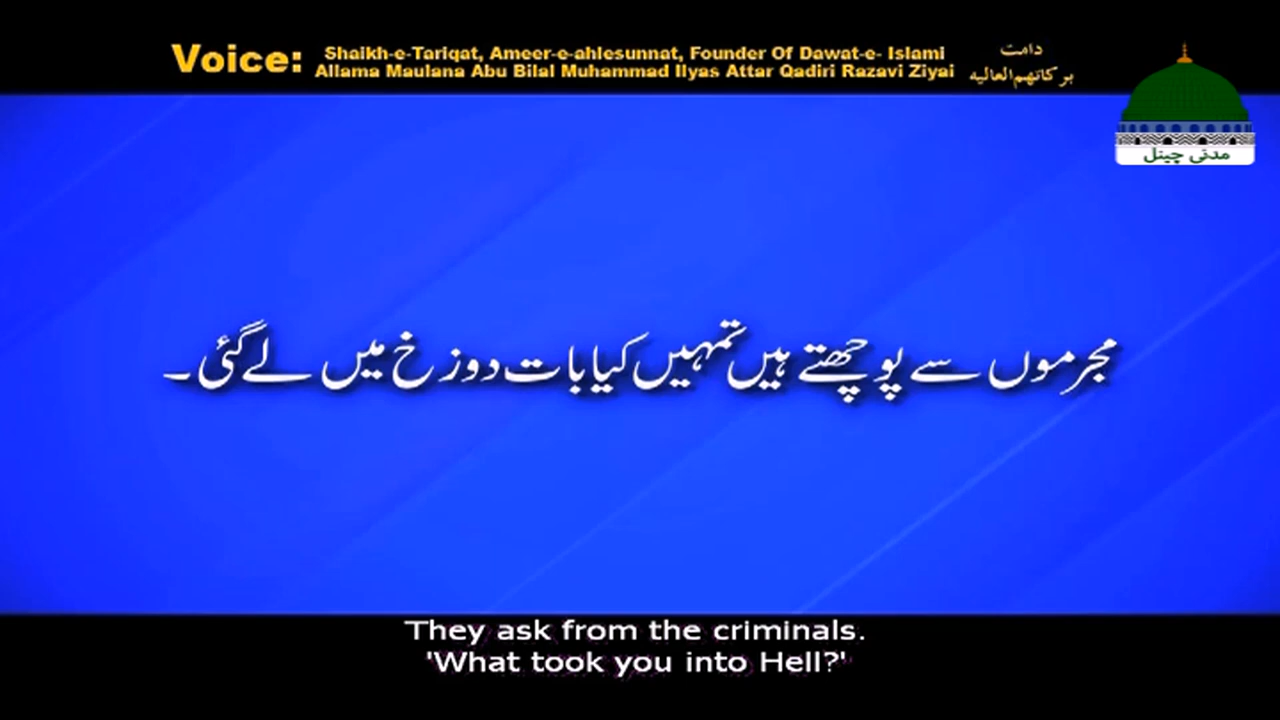 Voice:
Shaikh-e-Tariqat, Ameer-e-ahlesunnat, Founder Of Dawat-e- Islami
Allama Maulana Abu Bilal Muhammad Ilyas Attar Qadiri Razavi Ziyai
دامت
برکاتہم العالیہ
مدنی چینل
مجرموں سے پوچھتے ہیں تمہیں کیا بات دوزخ میں لے گئی ۔
They ask from the criminals.
'What took you into Hell?'